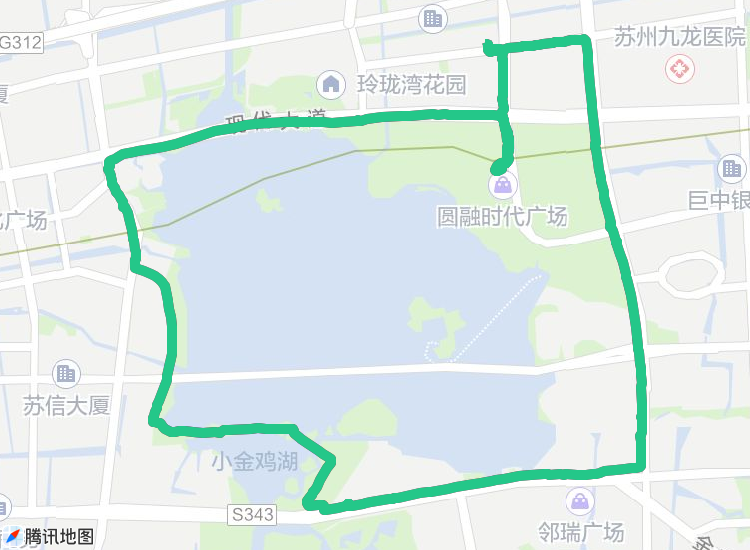 G312
苏州九龙医院
玲珑湾花园
现代大道
广场
圆融时代广场
巨中银
苏信大厦
小金鸡湖
S343
邻瑞广场
腾讯地图